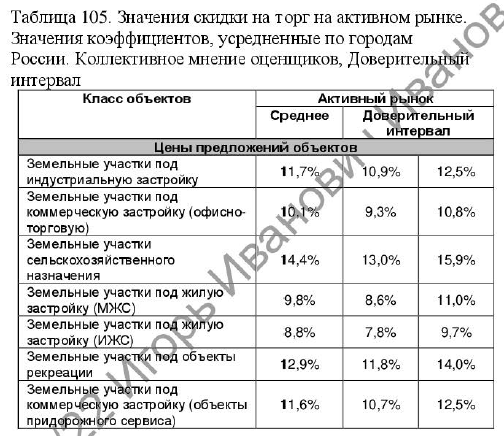 Таблица 105. Значения скидки на торг на активном рынке.
Значения коэффициентов, усредненные по городам
России. Коллективное мнение оценщиков, Доверительный
интервал
Класс объектов Активный рынок
Среднее Доверительный
интервал
Цены предложений объектов
Земельные участки под
индустриальную застройку 11,7% 10,9% 12,5%
Земельные участки под
коммерческую застройку (офисно-
торговую) 10,1% 9,3% 10,8%
Земельные участки
сельскохозяйственного
назначения 14,4% 13,0% 15,9%
Земельные участки под жилую
застройку (МЖС) 9,8% 8,6% 11,0%
Земельные участки под жилую
застройку (ИЖС) 8,8% 7,8% 9,7%
Земельные участки под объекты
рекреации 12,9% 11,8% 14,0%
Земельные участки под
коммерческую застройку (объекты
придорожного сервиса) 11,6% 10,7% 12,5%
/22 Игорь Иванович Иванов